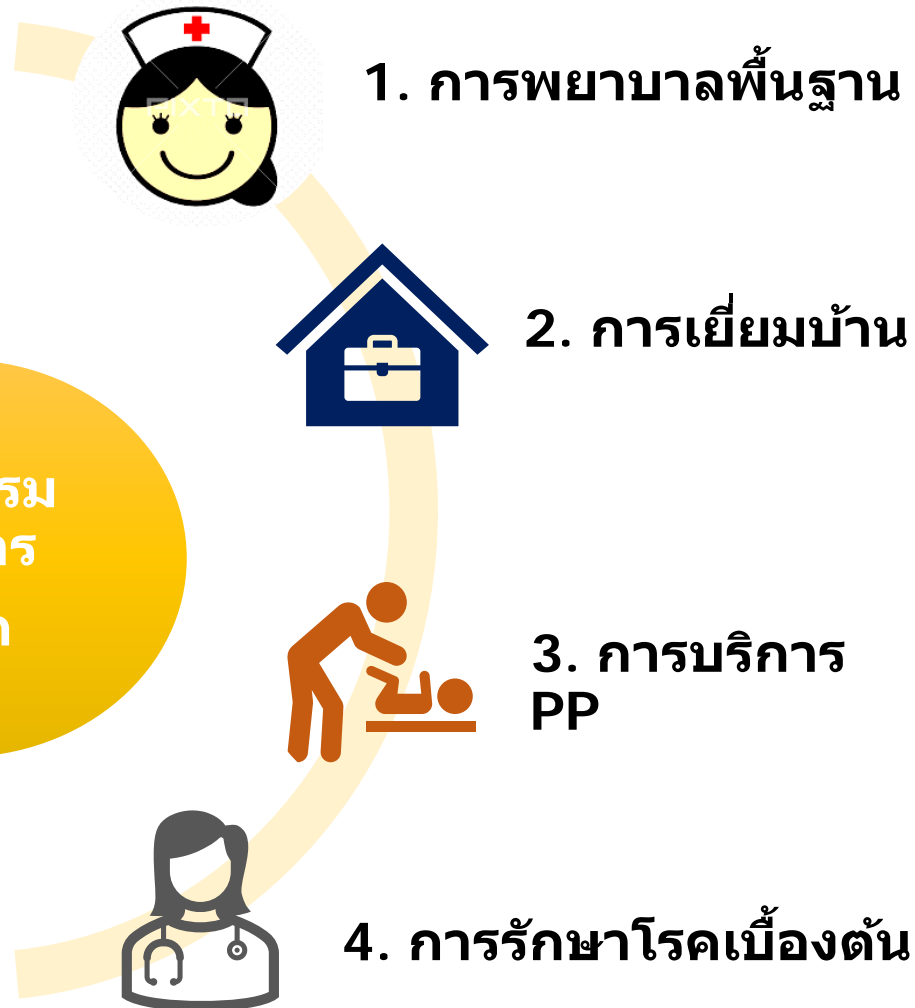 1. การพยาบาลพื้นฐาน
2. การเยี่ยมบ้าน
3. การบริการ
PP
4. การรักษาโรคเบื้องต้น